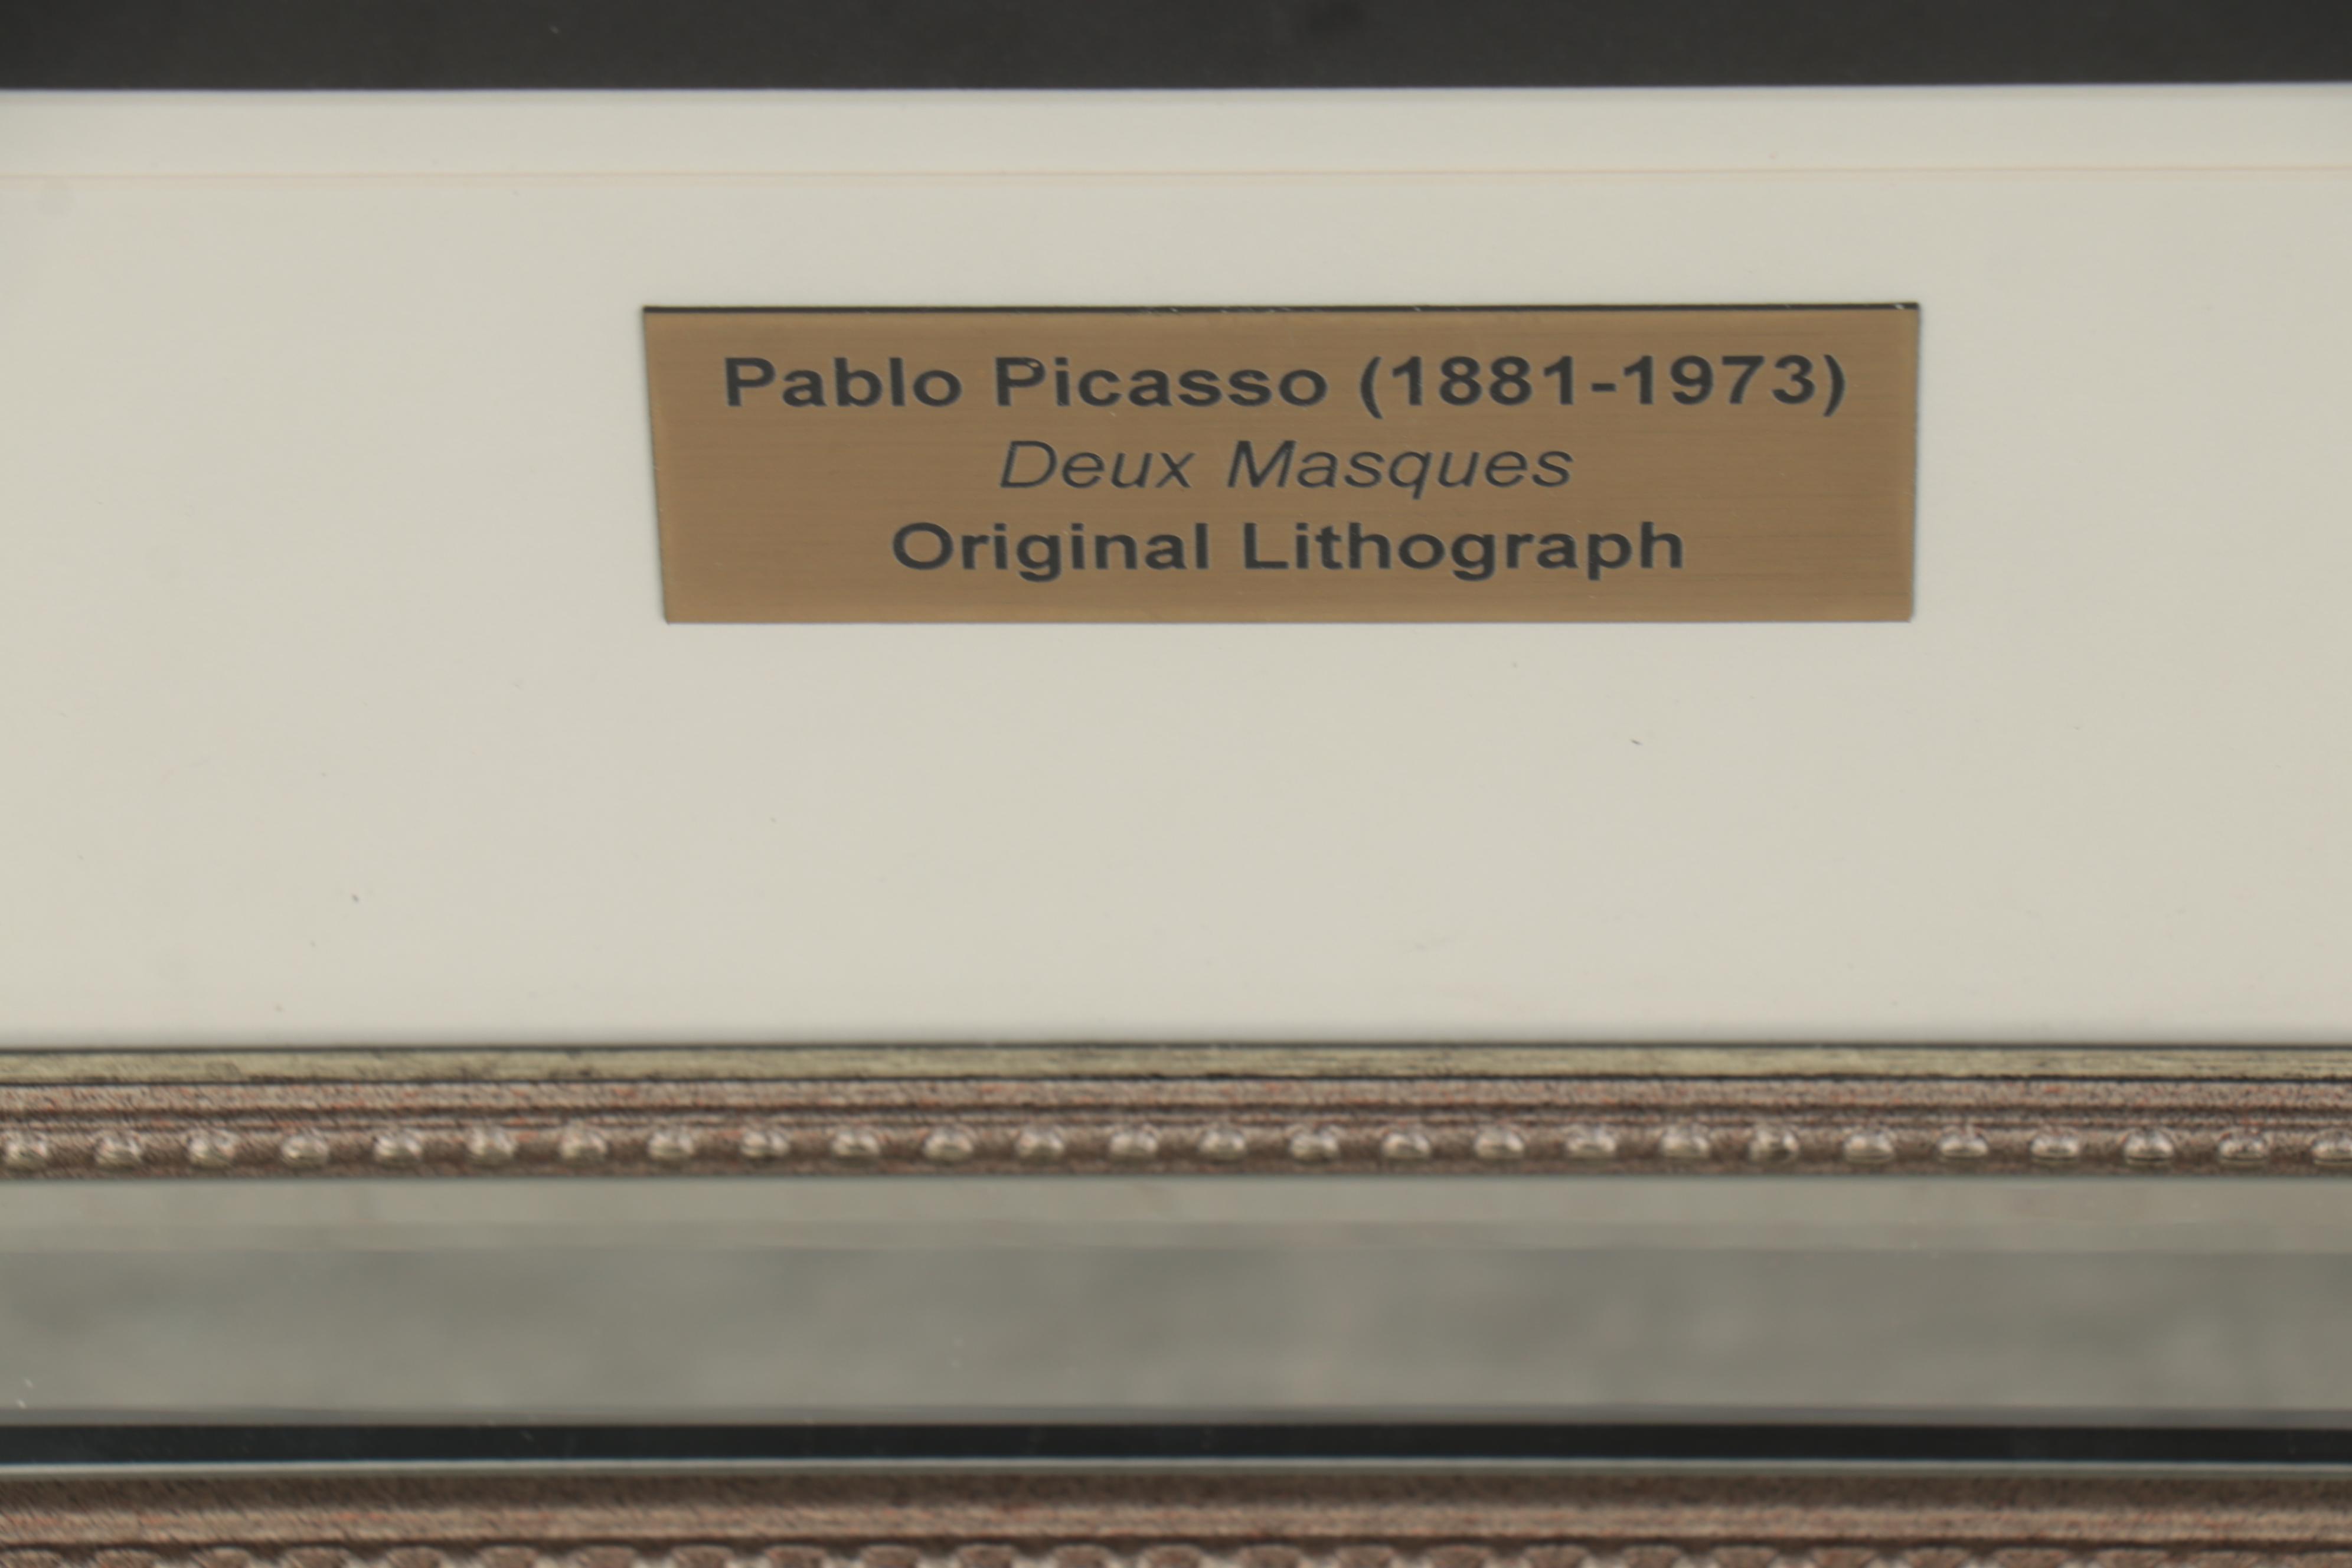 Pablo Picasso (1881-1973)
Deux Masques
Original Lithograph